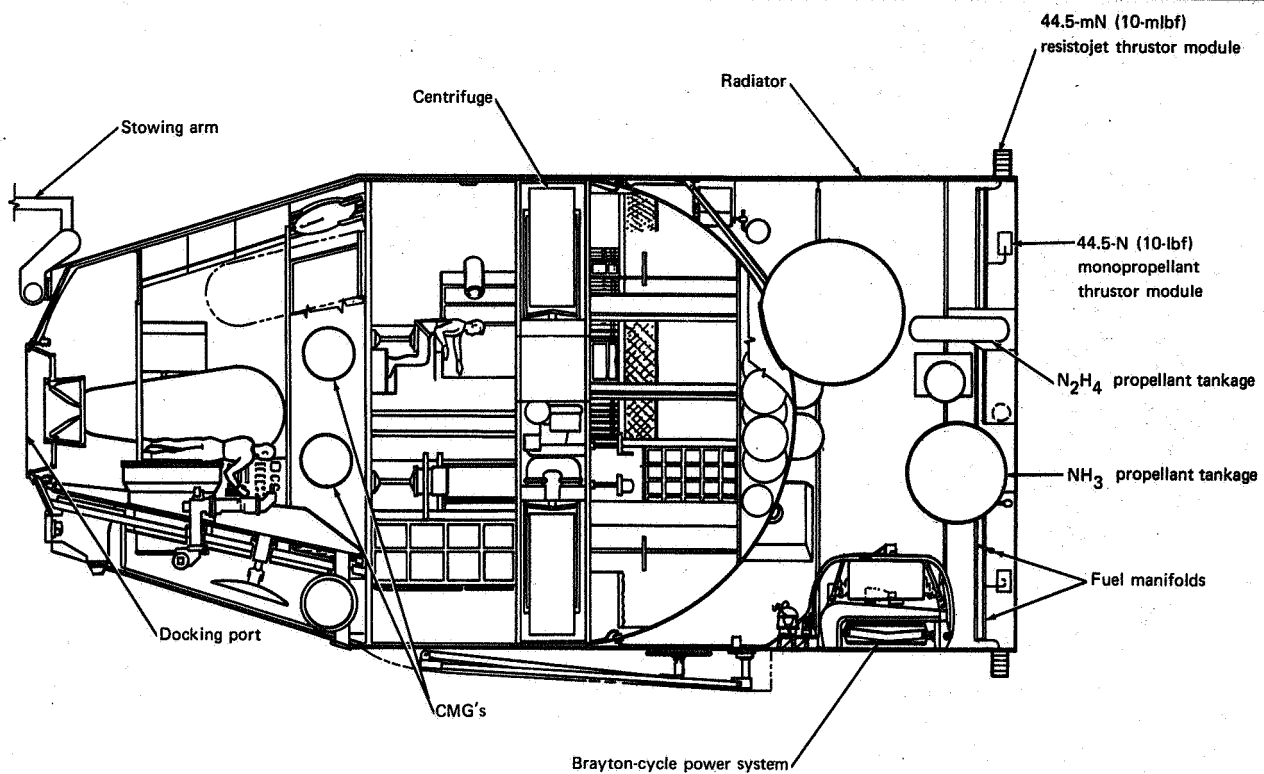 44.5-mN (10-mlbf)
resistojet thrustor module
Radiator
Centrifuge
Stowing arm
44.5-N (10-lbf)
monopropellant
thrustor module
N2H4 propellant tankage
NH3 propellant tankage
Fuel manifolds
Docking port
CMG's
Brayton-cycle power system